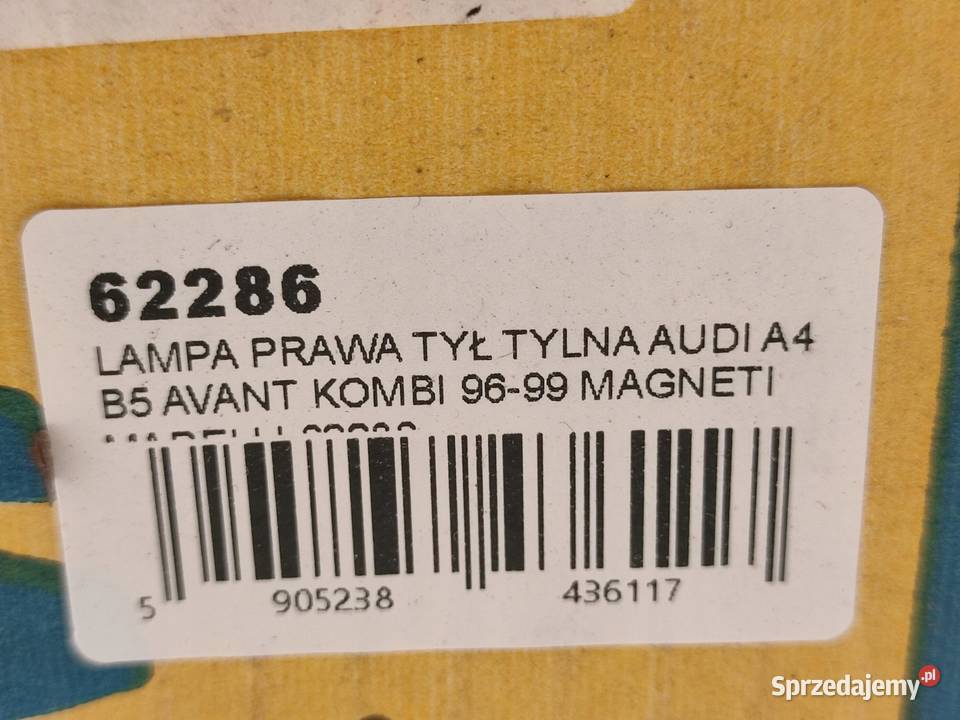 62286
LAMPA PRAWA TYŁ TYLNA AUDI A4
B5 AVANT KOMBI 96-99 MAGNETI
5 905238 436117
Sprzedajemy.pl